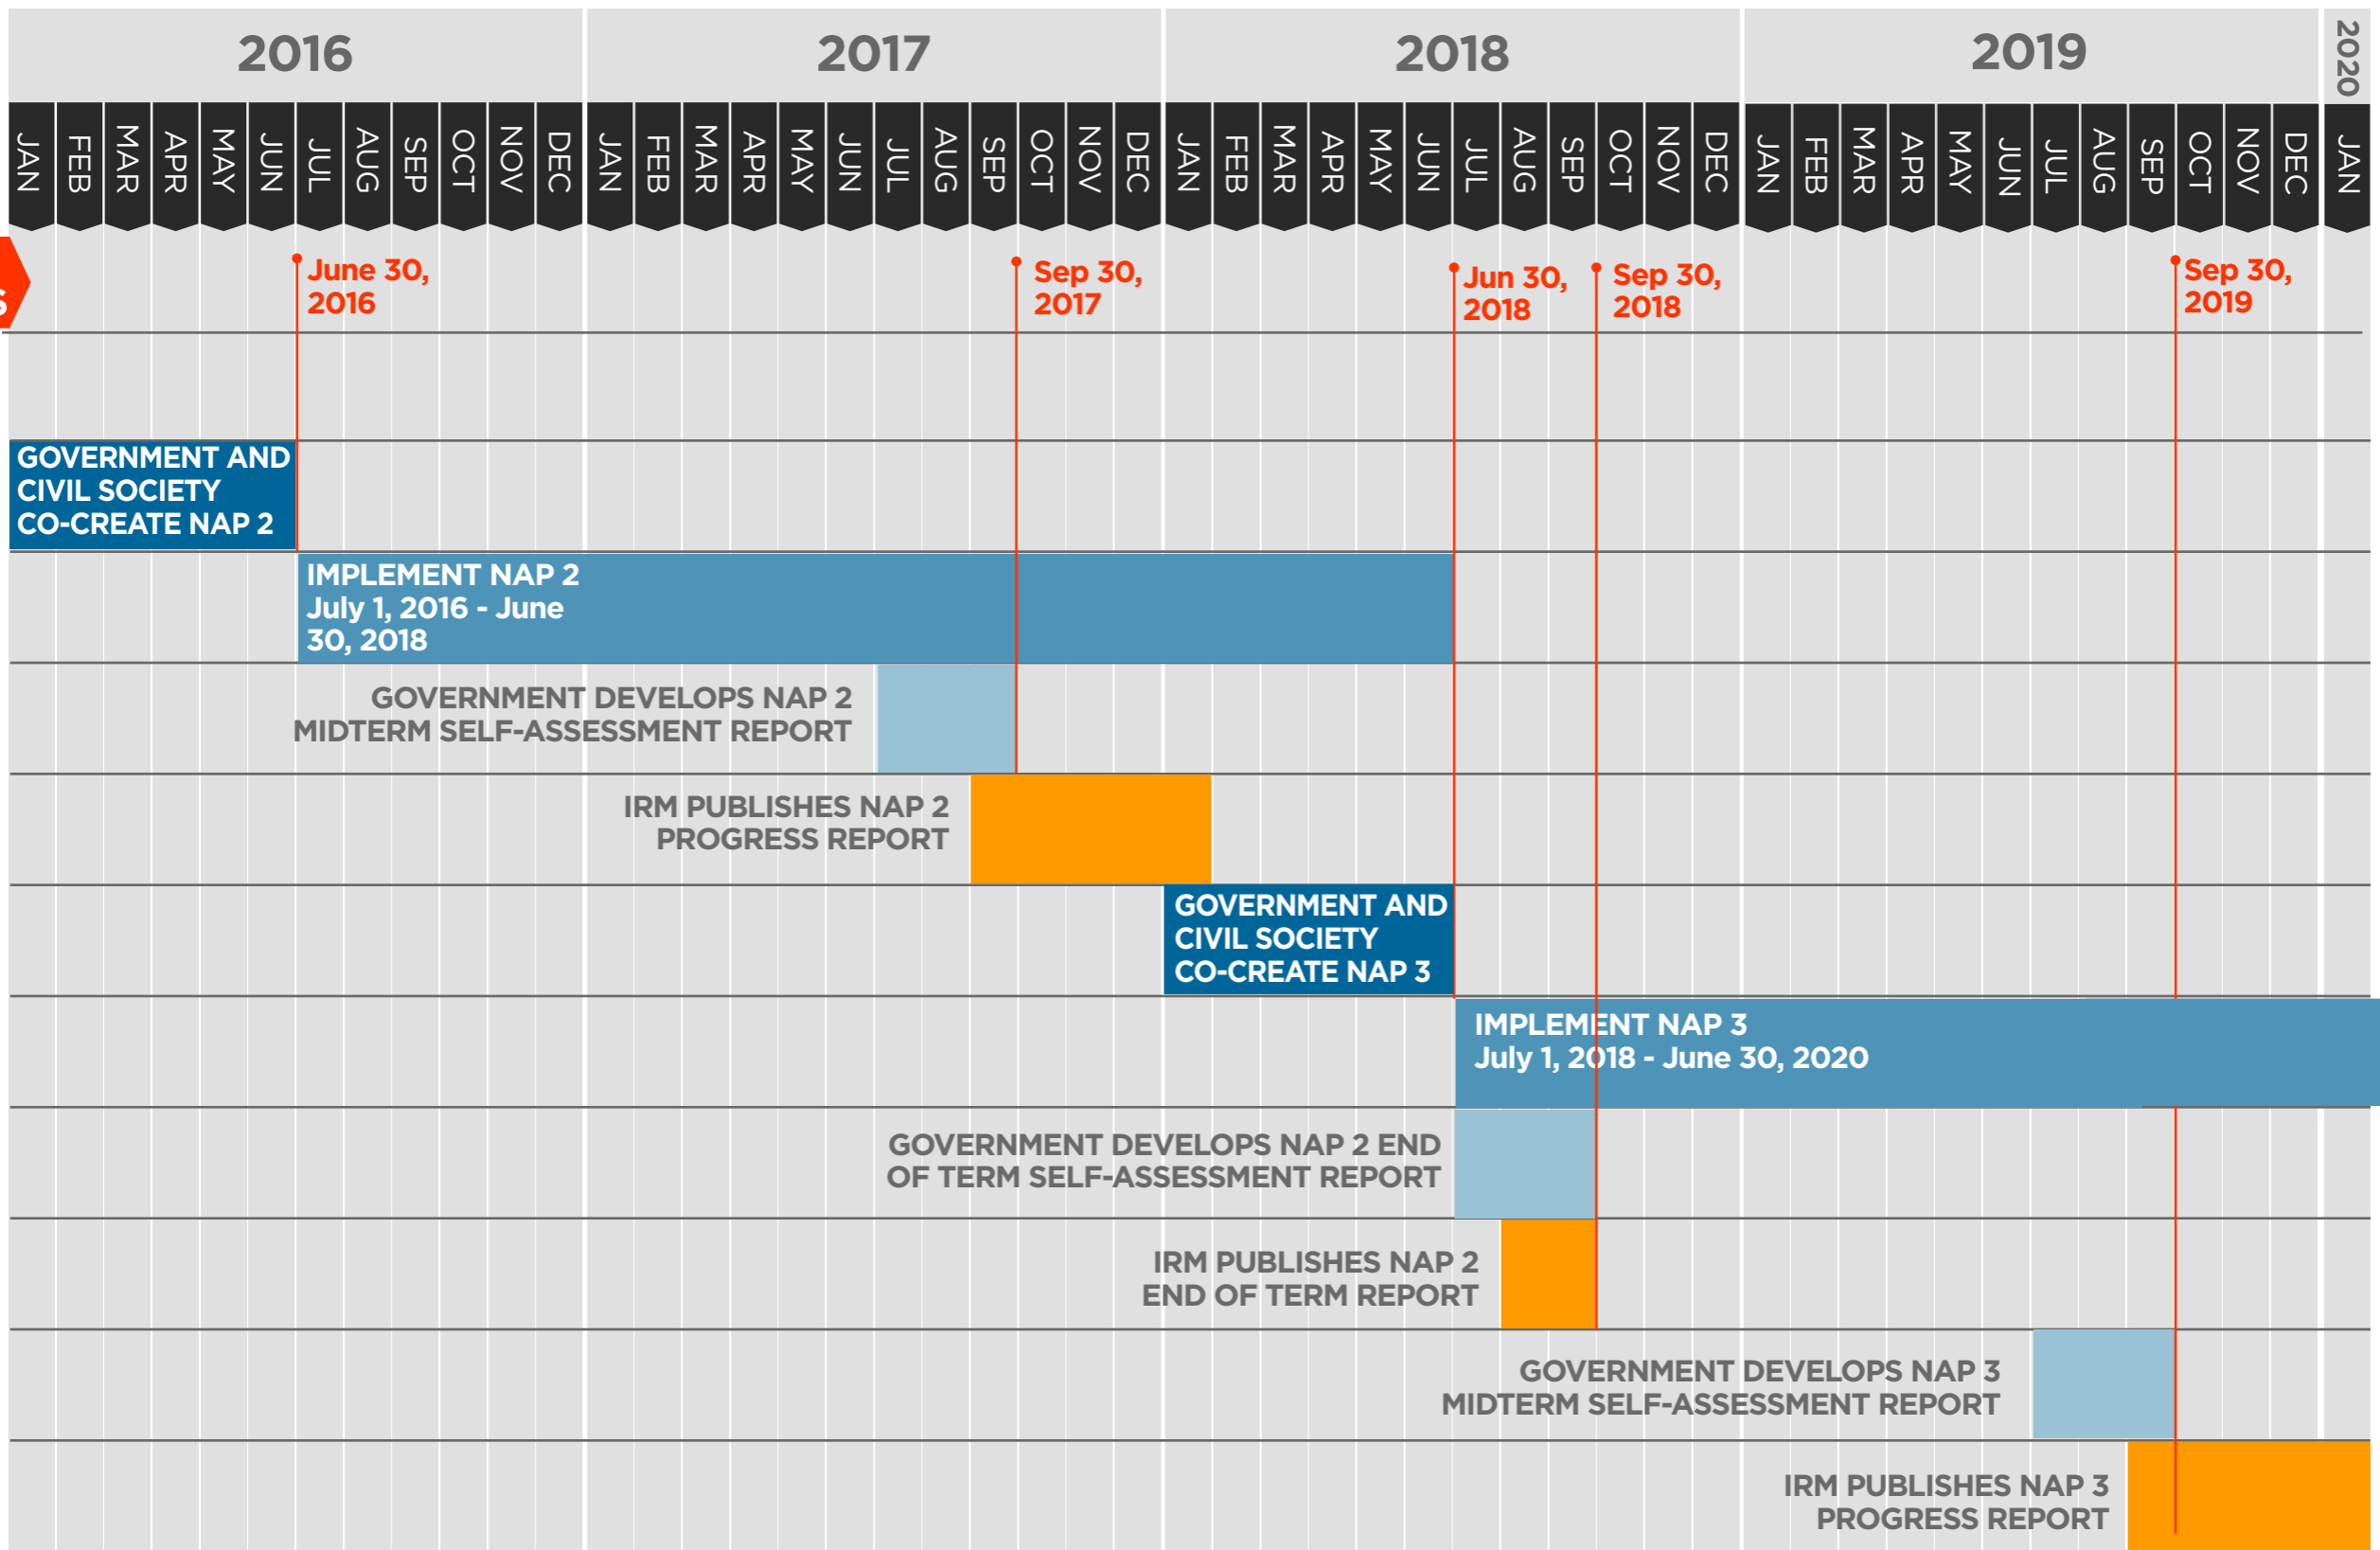 2016
2017
2018
2019
2020
JAN
FEB
MAR
APR
MAY
JUN
JUL
AUG
SEP
OCT
NOV
DEC
JAN
FEB
MAR
APR
MAY
JUN
JUL
AUG
SEP
OCT
NOV
DEC
JAN
FEB
MAR
APR
MAY
JUN
JUL
AUG
SEP
OCT
NOV
DEC
JAN
FEB
MAR
APR
MAY
JUN
JUL
AUG
SEP
OCT
NOV
DEC
JAN
S
June 30,
2016
Sep 30,
2017
Jun 30,
2018
Sep 30,
2018
Sep 30,
2019
GOVERNMENT AND
CIVIL SOCIETY
CO-CREATE NAP 2
IMPLEMENT NAP 2
July 1, 2016 - June
30, 2018
GOVERNMENT DEVELOPS NAP 2
MIDTERM SELF-ASSESSMENT REPORT
IRM PUBLISHES NAP 2
PROGRESS REPORT
GOVERNMENT AND
CIVIL SOCIETY
CO-CREATE NAP 3
IMPLEMENT NAP 3
July 1, 2018 - June 30, 2020
GOVERNMENT DEVELOPS NAP 2 END
OF TERM SELF-ASSESSMENT REPORT
IRM PUBLISHES NAP 2
END OF TERM REPORT
GOVERNMENT DEVELOPS NAP 3
MIDTERM SELF-ASSESSMENT REPORT
IRM PUBLISHES NAP 3
PROGRESS REPORT